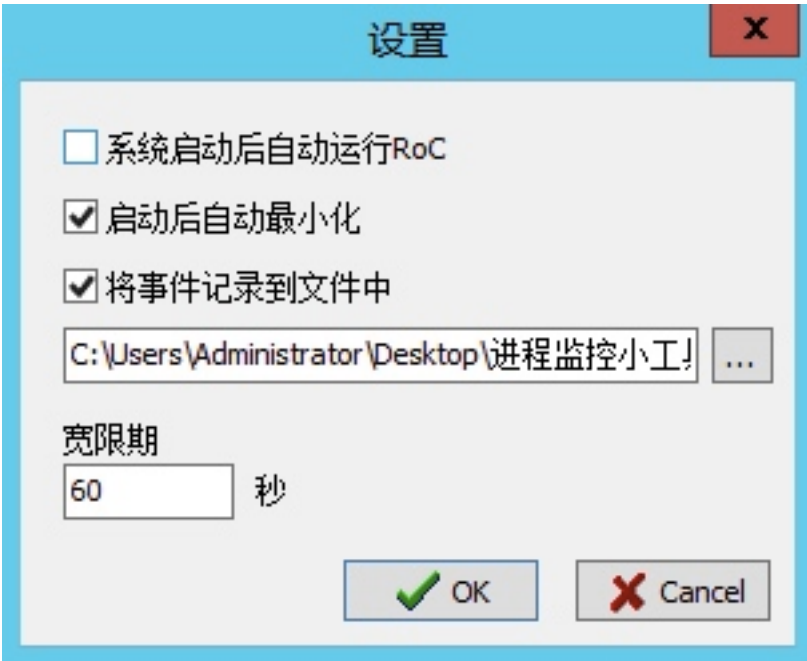 设置
x
系统启动后自动运行RoC
启动后自动最小化
将事件记录到文件中
C:\Users\Administrator\Desktop\进程监控小工
...
宽限期
60 秒
OK Cancel